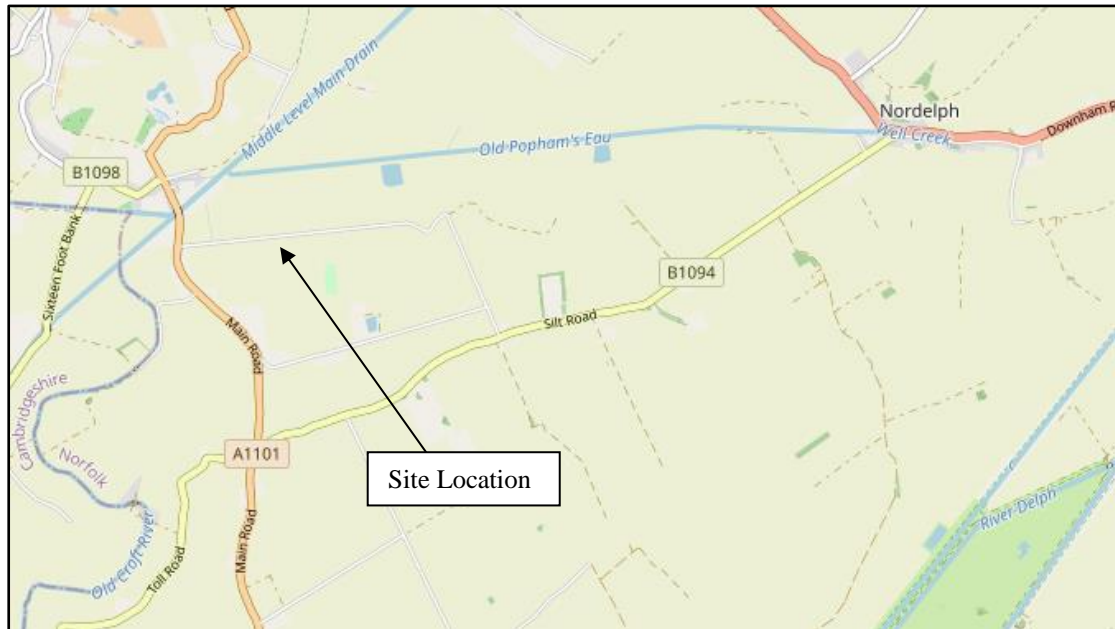 Middle Level Main Drain
Nordelph
Well Creek
Downham R
Old Popham's Eau
B1098
Sixteen Foot Bank
B1094
Silt Road
Main Road
Cambridgeshire
Norfolk
A1101
Site Location
River Delph
Old Croft River
Toll Road
Main Road